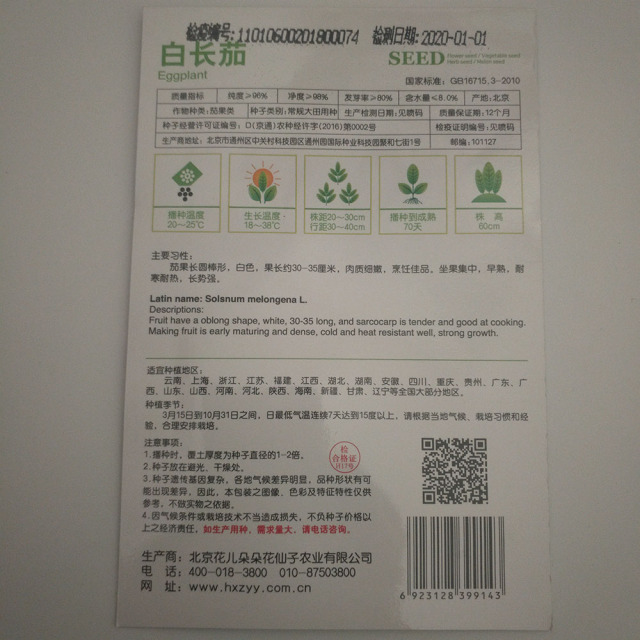 检疫编号:11010600201800074 检测日期:2020-01-01
白长茄
Eggplant
SEED
Flower seed / Vegetable seed
Herb seed / Melon seed
国家标准: GB16715.3-2010
质量指标 纯度≥96% 净度≥98% 发芽率≥80% 含水量≤8.0% 产地:北京
作物种类:茄果类 种子类别:常规大田用种 生产检测日期:见喷码 质量保证期:12个月
种子经营许可证编号: D(京通)农种经许字(2016)第0002号 检疫证明编号:见喷码
生产商地址: 北京市通州区中关村科技园区通州园国际种业科技园聚和七街1号 邮编:101127
播种温度
20~25℃
生长温度
18~38℃
株距20~30cm
行距30~40cm
播种到成熟
70天
株 高
60cm
主要习性:
茄果长圆棒形，白色，果长约30-35厘米，肉质细嫩，烹饪佳品。坐果集中，早熟，耐
寒耐热，长势强。
Latin name: Solsnum melongena L.
Descriptions:
Fruit have a oblong shape, white, 30-35 long, and sarcocarp is tender and good at cooking.
Making fruit is early maturing and dense, cold and heat resistant well, strong growth.
适宜种植地区:
云南、上海、浙江、江苏、福建、江西、湖北、湖南、安徽、四川、重庆、贵州、广东、广
西、山东、山西、河南、河北、陕西、海南、新疆、甘肃、辽宁等全国大部分地区。
种植季节:
3月15日到10月31日之间，日最低气温连续7天达到15度以上，请根据当地气候、栽培习惯和经
验，合理安排栽培。
注意事项:
1.播种时，覆土厚度为种子直径的1-2倍。
2.种子放在避光、干燥处。
3.种子遗传基因复杂，各地气候差异明显，品种形状有可
能出现差异，因此，本包装之图像、色彩及特征特性仅供
参考，不做实物之依据。
4.因气候条件或栽培技术不当造成损失，不负种子价格以
上之经济责任，如生产用种，需求量大，请电话咨询。
检
合格证
生产商: 北京花儿朵朵花仙子农业有限公司
电 话: 400-018-3800 010-87503800
网 址: www.hxzyy.com.cn
6 923128 399143